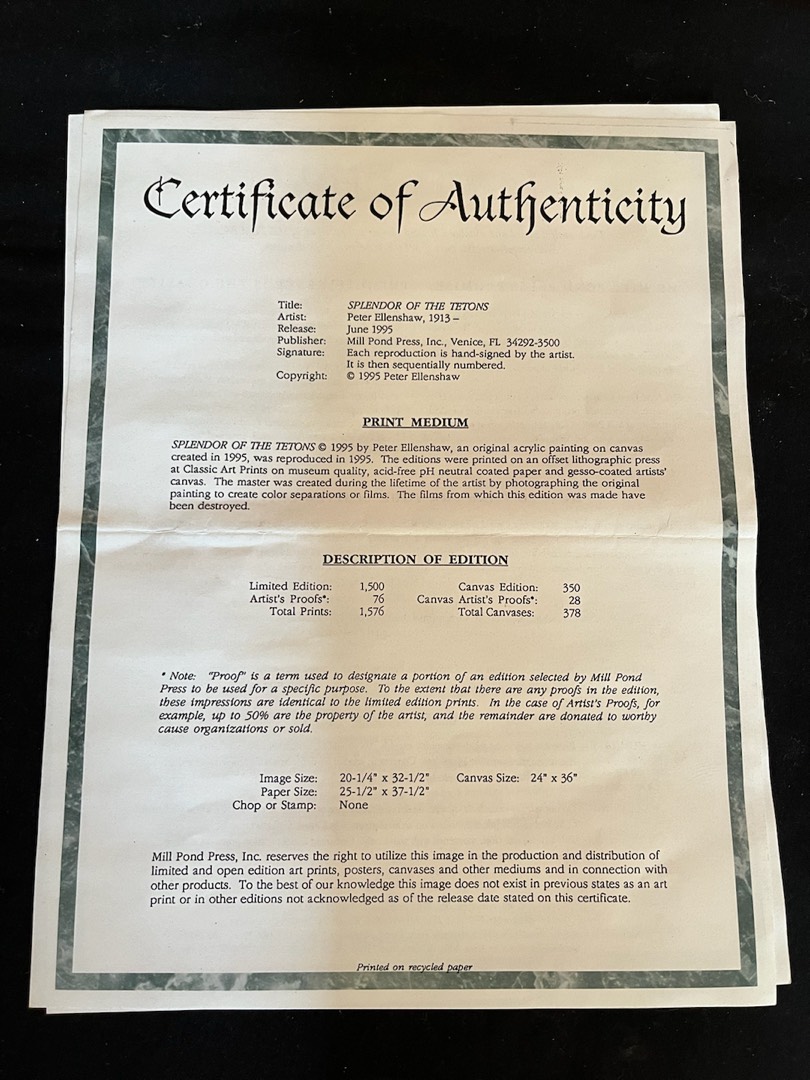 Certificate of Authenticity
Title: SPLENDOR OF THE TETONS
Artist: Peter Ellenshaw, 1913 –
Release: June 1995
Publisher: Mill Pond Press, Inc., Venice, FL 34292-3500
Signature: Each reproduction is hand-signed by the artist.
It is then sequentially numbered.
Copyright: © 1995 Peter Ellenshaw
PRINT MEDIUM
SPLENDOR OF THE TETONS © 1995 by Peter Ellenshaw, an original acrylic painting on canvas
created in 1995, was reproduced in 1995. The editions were printed on an offset lithographic press
at Classic Art Prints on museum quality, acid-free pH neutral coated paper and gesso-coated artists'
canvas. The master was created during the lifetime of the artist by photographing the original
painting to create color separations or films. The films from which this edition was made have
been destroyed.
DESCRIPTION OF EDITION
Limited Edition: 1,500 Canvas Edition: 350
Artist's Proofs*: 76 Canvas Artist's Proofs*: 28
Total Prints: 1,576 Total Canvases: 378
* Note: "Proof" is a term used to designate a portion of an edition selected by Mill Pond
Press to be used for a specific purpose. To the extent that there are any proofs in the edition,
these impressions are identical to the limited edition prints. In the case of Artist's Proofs, for
example, up to 50% are the property of the artist, and the remainder are donated to worthy
cause organizations or sold.
Image Size: 20-1/4" x 32-1/2" Canvas Size: 24" x 36"
Paper Size: 25-1/2" x 37-1/2"
Chop or Stamp: None
Mill Pond Press, Inc. reserves the right to utilize this image in the production and distribution of
limited and open edition art prints, posters, canvases and other mediums and in connection with
other products. To the best of our knowledge this image does not exist in previous states as an art
print or in other editions not acknowledged as of the release date stated on this certificate.
Printed on recycled paper